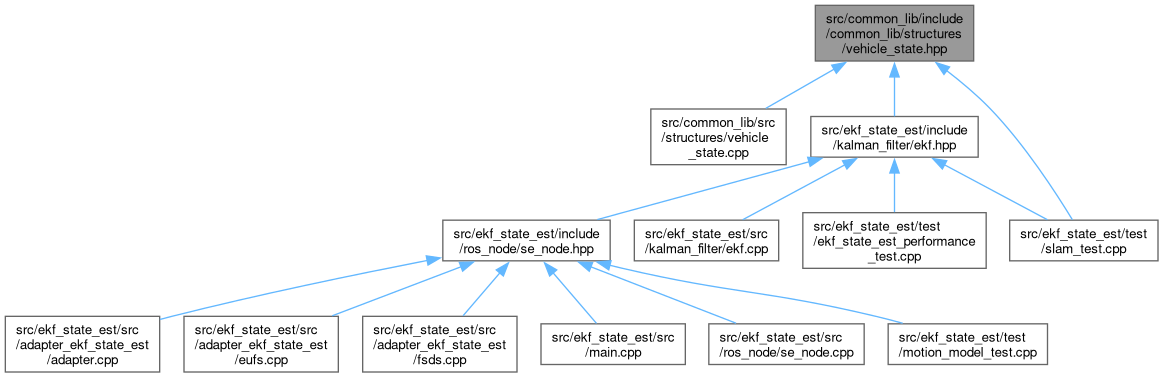 src/common_lib/include
/common_lib/structures
/vehicle_state.hpp
src/common_lib/src
/structures/vehicle
_state.cpp
src/ekf_state_est/include
/kalman_filter/ekf.hpp
src/ekf_state_est/include
/ros_node/se_node.hpp
src/ekf_state_est/src
/kalman_filter/ekf.cpp
src/ekf_state_est/test
/ekf_state_est_performance
_test.cpp
src/ekf_state_est/test
/slam_test.cpp
src/ekf_state_est/src
/adapter_ekf_state_est
/adapter.cpp
src/ekf_state_est/src
/adapter_ekf_state_est
/eufs.cpp
src/ekf_state_est/src
/adapter_ekf_state_est
/fsds.cpp
src/ekf_state_est/src
/main.cpp
src/ekf_state_est/src
/ros_node/se_node.cpp
src/ekf_state_est/test
/motion_model_test.cpp